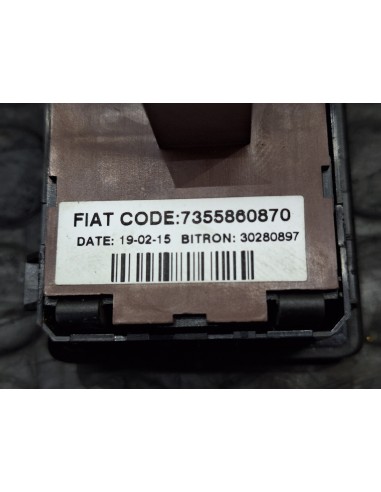 FIAT CODE:7355860870
DATE: 19-02-15 BITRON: 30280897